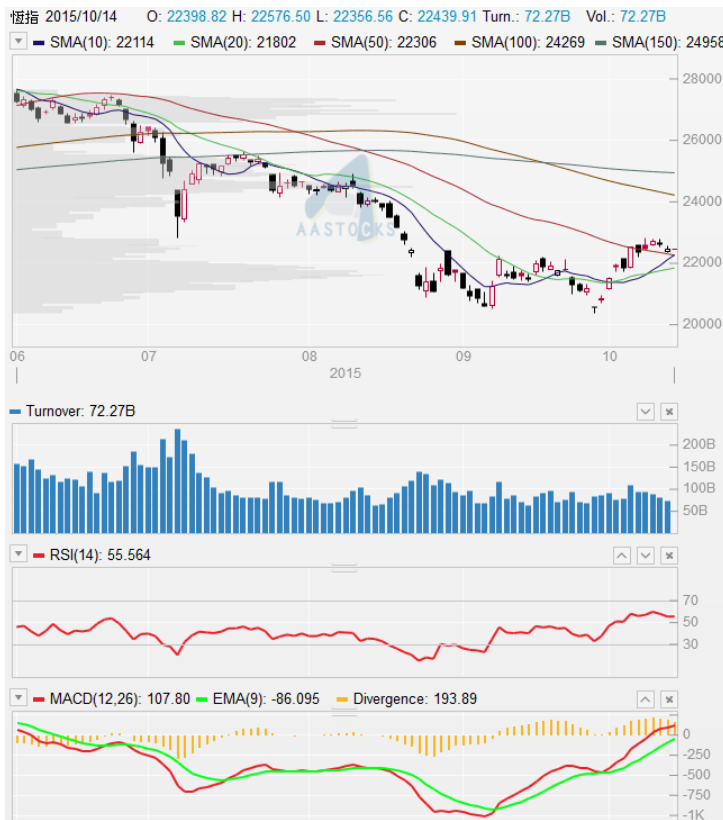 恆指 2015/10/14 O: 22398.82 H: 22576.50 L: 22356.56 C: 22439.91 Turn.: 72.27B Vol.: 72.27B
SMA(10): 22114 SMA(20): 21802 SMA(50): 22306 SMA(100): 24269 SMA(150): 24958
28000
26000
24000
AASTOCKS
22000
20000
06 07 08 09 10
2015
Turnover: 72.27B
200B
150B
100B
50B
RSI(14): 55.564
70
50
30
MACD(12,26): 107.80 EMA(9): -86.095 Divergence: 193.89
0
-250
-500
-750
-1K